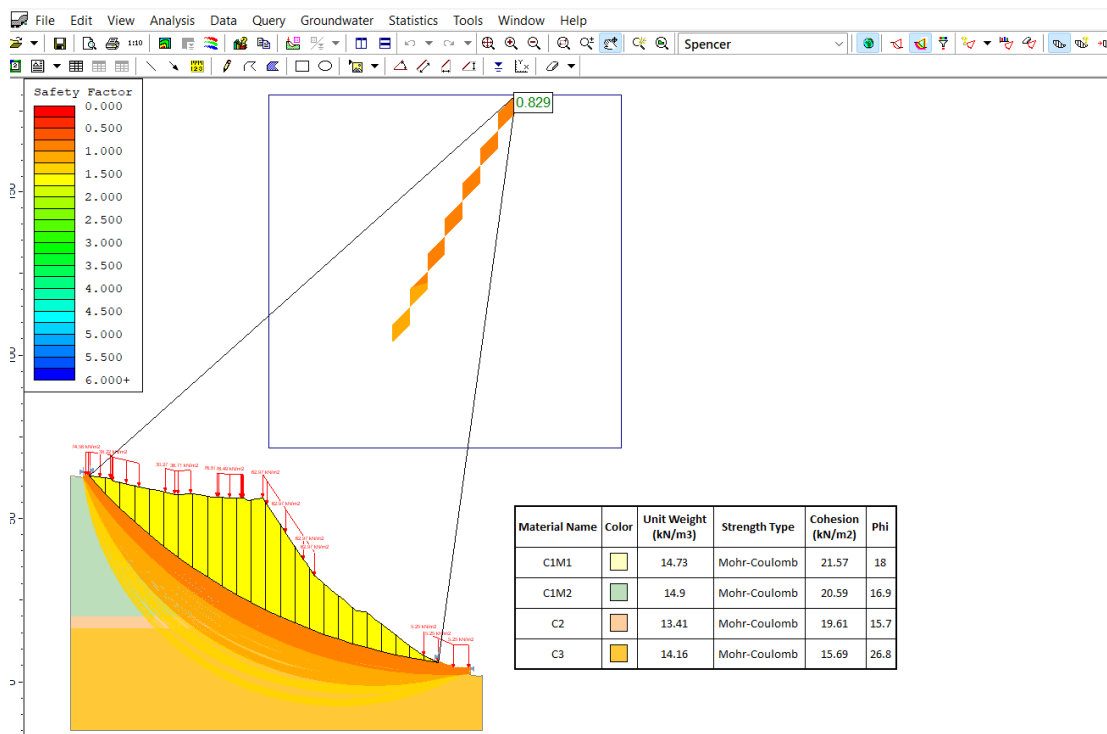 File Edit View Analysis Data Query Groundwater Statistics Tools Window Help
1:10
Spencer
Safety Factor
0.000
0.500
1.000
1.500
2.000
2.500
3.000
3.500
4.000
4.500
5.000
5.500
6.000+
0.829
Material Name Color Unit Weight (kN/m3) Strength Type Cohesion (kN/m2) Phi
C1M1 14.73 Mohr-Coulomb 21.57 18
C1M2 14.9 Mohr-Coulomb 20.59 16.9
C2 13.41 Mohr-Coulomb 19.61 15.7
C3 14.16 Mohr-Coulomb 15.69 26.8